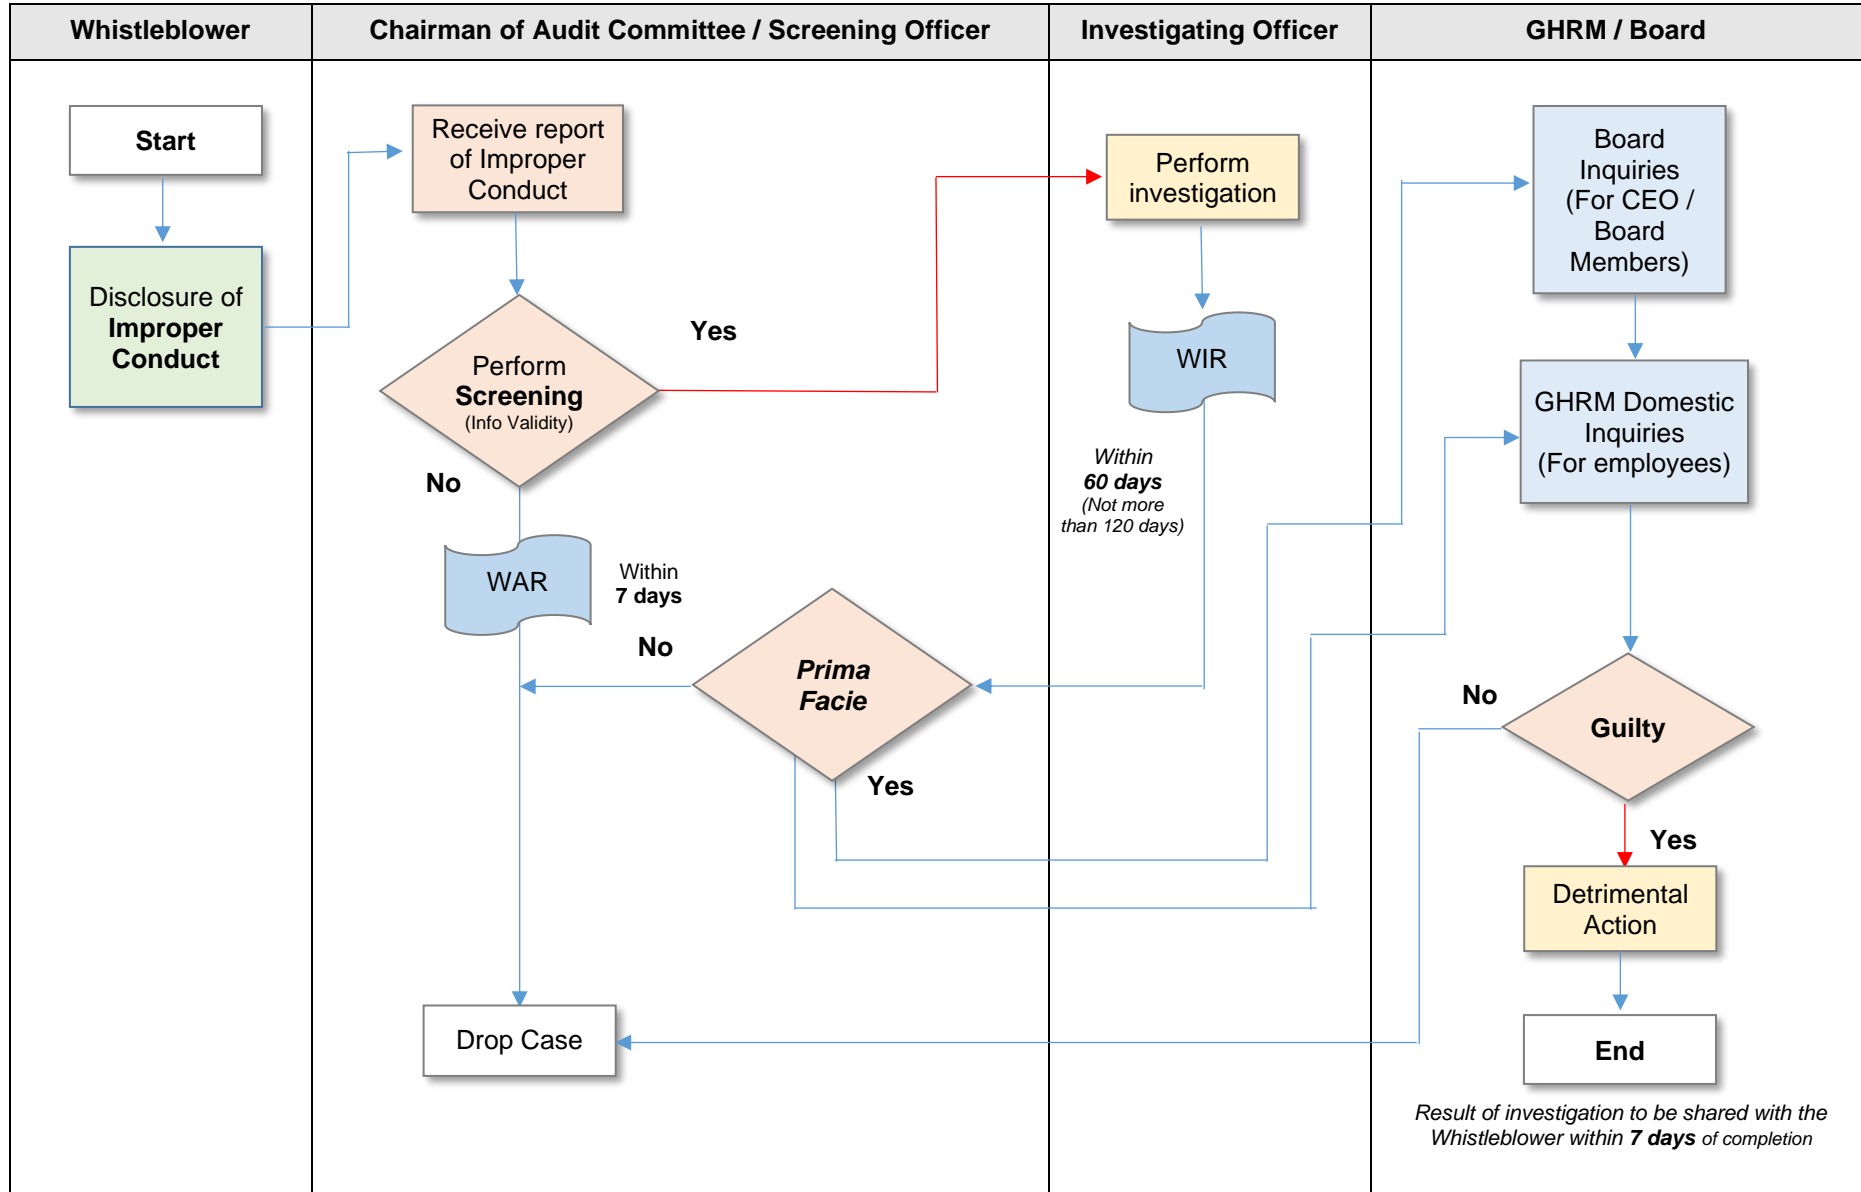 Whistleblower
Chairman of Audit Committee / Screening Officer
Investigating Officer
GHRM / Board
Start
Disclosure of
Improper
Conduct
Receive report
of Improper
Conduct
Yes
Perform
Screening
(Info Validity)
No
WAR
Within
7 days
No
Prima
Facie
Yes
Drop Case
Perform
investigation
WIR
Within
60 days
(Not more
than 120 days)
Board
Inquiries
(For CEO /
Board
Members)
GHRM Domestic
Inquiries
(For employees)
No
Guilty
Yes
Detrimental
Action
End
Result of investigation to be shared with the
Whistleblower within 7 days of completion